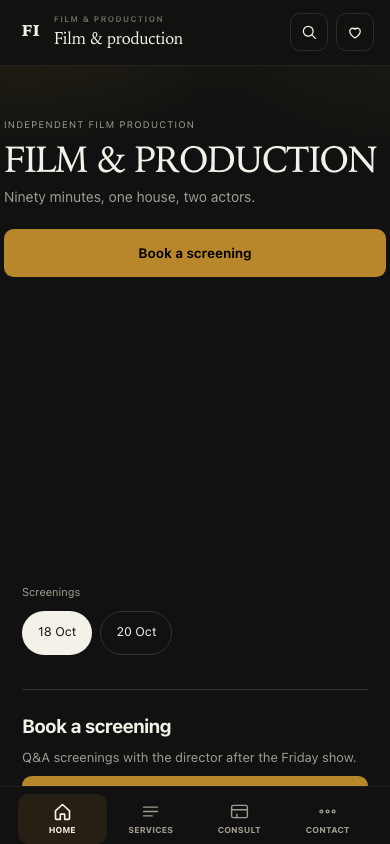 FI
FILM & PRODUCTION
Film & production
INDEPENDENT FILM PRODUCTION
FILM & PRODUCTION
Ninety minutes, one house, two actors.
Book a screening
Screenings
18 Oct
20 Oct
Book a screening
Q&A screenings with the director after the Friday show.
HOME
SERVICES
CONSULT
CONTACT